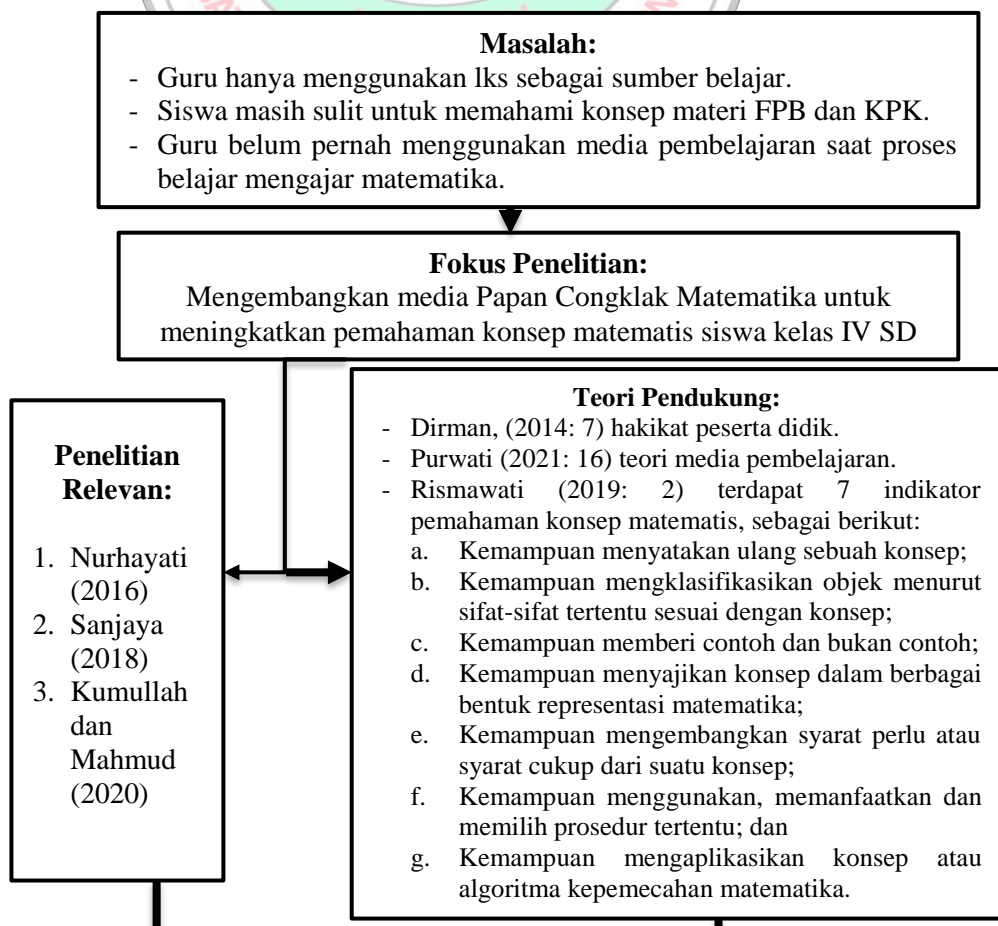 Masalah:
- Guru hanya menggunakan lks sebagai sumber belajar.
- Siswa masih sulit untuk memahami konsep materi FPB dan KPK.
- Guru belum pernah menggunakan media pembelajaran saat proses
belajar mengajar matematika.
Fokus Penelitian:
Mengembangkan media Papan Congklak Matematika untuk
meningkatkan pemahaman konsep matematis siswa kelas IV SD
Penelitian
Relevan:
1. Nurhayati
(2016)
2. Sanjaya
(2018)
3. Kumullah
dan
Mahmud
(2020)
Teori Pendukung:
- Dirman, (2014: 7) hakikat peserta didik.
- Purwati (2021: 16) teori media pembelajaran.
- Rismawati (2019: 2) terdapat 7 indikator
pemahaman konsep matematis, sebagai berikut:
a. Kemampuan menyatakan ulang sebuah konsep;
b. Kemampuan mengklasifikasikan objek menurut
sifat-sifat tertentu sesuai dengan konsep;
c. Kemampuan memberi contoh dan bukan contoh;
d. Kemampuan menyajikan konsep dalam berbagai
bentuk representasi matematika;
e. Kemampuan mengembangkan syarat perlu atau
syarat cukup dari suatu konsep;
f. Kemampuan menggunakan, memanfaatkan dan
memilih prosedur tertentu; dan
g. Kemampuan mengaplikasikan konsep atau
algoritma kepemecahan matematika.